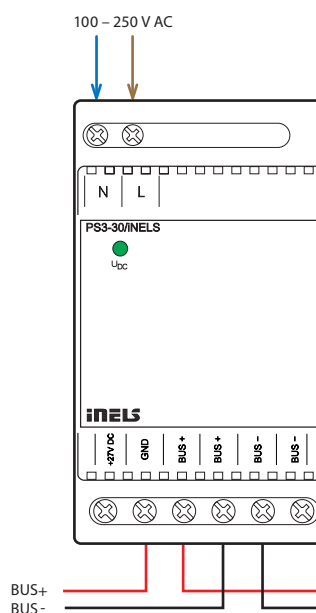 100 – 250 V AC
N L
PS3-30/iNELS
UDC
iNELS
+27V DC GND BUS + BUS + BUS – BUS –
BUS+
BUS -